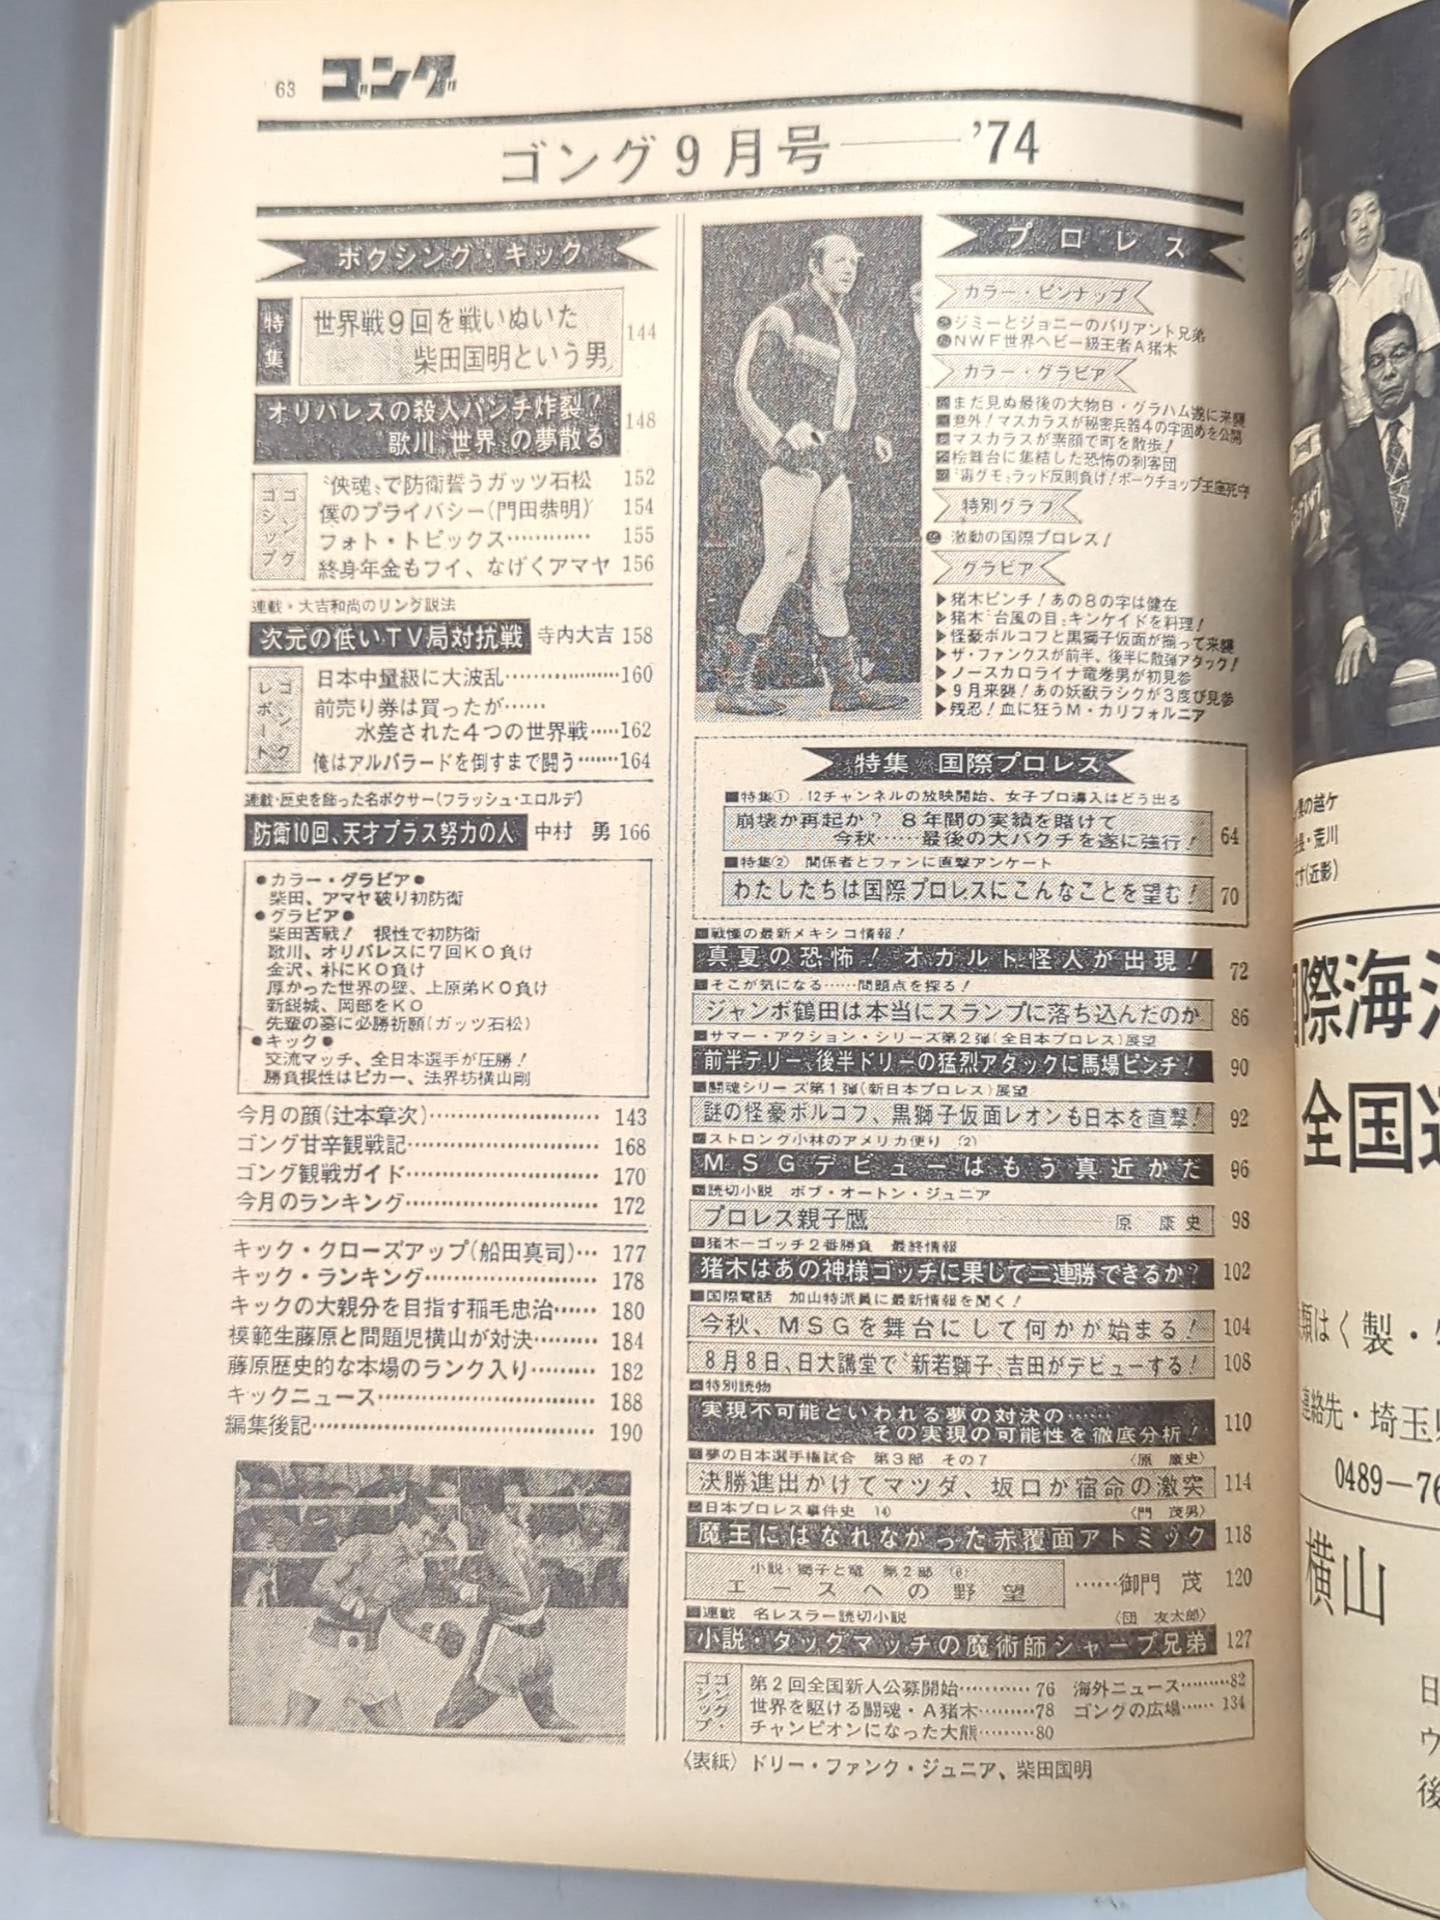 63 ゴング
ゴング9月号――'74
ボクシング・キック
特集
世界戦9回を戦いぬいた
柴田国明という男 144
オリバレスの殺人パンチ炸裂!
歌川“世界”の夢散る 148
ゴングゴシップ
“侠魂”で防衛誓うガッツ石松 152
僕のプライバシー(門田恭明) 154
フォト・トピックス………… 155
終身年金もフイ、なげくアマヤ 156
連載・大吉和尚のリング説法
次元の低いTV局対抗戦 寺内大吉 158
ゴングレポート
日本中量級に大波乱………………160
前売り券は買ったが……
水差された4つの世界戦……162
俺はアルバラードを倒すまで闘う……164
連載・歴史を飾った名ボクサー(フラッシュ・エロルデ)
防衛10回、天才プラス努力の人 中村 勇 166
●カラー・グラビア●
柴田、アマヤ破り初防衛
●グラビア●
柴田苦戦! 根性で初防衛
歌川、オリバレスに7回KO負け
金沢、朴にKO負け
厚かった世界の壁、上原弟KO負け
新鋭城、岡部をKO
先輩の墓に必勝祈願(ガッツ石松)
●キック●
交流マッチ、全日本選手が圧勝!
勝負根性はピカ一、法界坊横山剛
今月の顔(辻本章次)…………………… 143
ゴング甘辛観戦記……………………… 168
ゴング観戦ガイド……………………… 170
今月のランキング……………………… 172
キック・クローズアップ(船田真司)… 177
キック・ランキング…………………… 178
キックの大親分を目指す稲毛忠治…… 180
模範生藤原と問題児横山が対決……… 184
藤原歴史的な本場のランク入り……… 182
キックニュース………………………… 188
編集後記………………………………… 190
プロレス
カラー・ピンナップ
ジミーとジョニーのバリアント兄弟
NWF世界ヘビー級王者A猪木
カラー・グラビア
まだ見ぬ最後の大物B・グラハム遂に来襲
意外!マスカラスが秘密兵器4の字固めを公開
マスカラスが素顔で町を散歩!
桧舞台に集結した恐怖の刺客団
“毒グモ”ラッド反則負け!ポークチョップ王座死守
特別グラフ
激動の国際プロレス!
グラビア
▶猪木ピンチ!あの8の字は健在
▶猪木“台風の目”キンケイドを料理!
▶怪豪ボルコフと黒獅子仮面が揃って来襲
▶ザ・ファンクスが前半、後半に散弾アタック!
▶ノースカロライナ竜巻男が初見参
▶9月来襲!あの妖獣ラシクが3度び見参
▶残忍!血に狂うM・カリフォルニア
特集 国際プロレス
■特集① 12チャンネルの放映開始、女子プロ導入はどう出る
崩壊か再起か? 8年間の実績を賭けて
今秋……最後の大バクチを遂に強行! 64
■特集② 関係者とファンに直撃アンケート
わたしたちは国際プロレスにこんなことを望む! 70
■戦慄の最新メキシコ情報!
真夏の恐怖!オカルト怪人が出現! 72
■そこが気になる……問題点を探る!
ジャンボ鶴田は本当にスランプに落ち込んだのか 86
■サマー・アクション・シリーズ第2弾(全日本プロレス)展望
前半テリー、後半ドリーの猛烈アタックに馬場ピンチ! 90
■闘魂シリーズ第1弾(新日本プロレス)展望
謎の怪豪ボルコフ、黒獅子仮面レオンも日本を直撃! 92
■ストロング小林のアメリカ便り (2)
MSGデビューはもう真近かだ 96
■読切小説 ボブ・オートン・ジュニア
プロレス親子鷹 原 康史 98
■猪木―ゴッチ2番勝負 最終情報
猪木はあの神様ゴッチに果して二連勝できるか? 102
■国際電話 加山特派員に最新情報を聞く!
今秋、MSGを舞台にして何かが始まる! 104
8月8日、日大講堂で“新若獅子”吉田がデビューする! 108
■特別読物
実現不可能といわれる夢の対決の……
その実現の可能性を徹底分析! 110
■夢の日本選手権試合 第3部 その7 〈原 康史〉
決勝進出かけてマツダ、坂口が宿命の激突 114
■日本プロレス事件史 〈門 茂男〉
魔王にはなれなかった赤覆面アトミック 118
小説・獅子と竜 第2部 (6)
エースへの野望 ……御門 茂 120
■連載 名レスラー読切小説 〈団 友太郎〉
小説・タッグマッチの魔術師シャープ兄弟 127
ゴングゴシップ・
第2回全国新人公募開始………… 76 海外ニュース………82
世界を駆ける闘魂・A猪木………78 ゴングの広場…… 134
チャンピオンになった大熊………80
〈表紙〉ドリー・ファンク・ジュニア、柴田国明
荒川
です(近影)
国際海
全国
類はく製・
連絡先・埼玉県
0489―76
横山
日
ウ
後